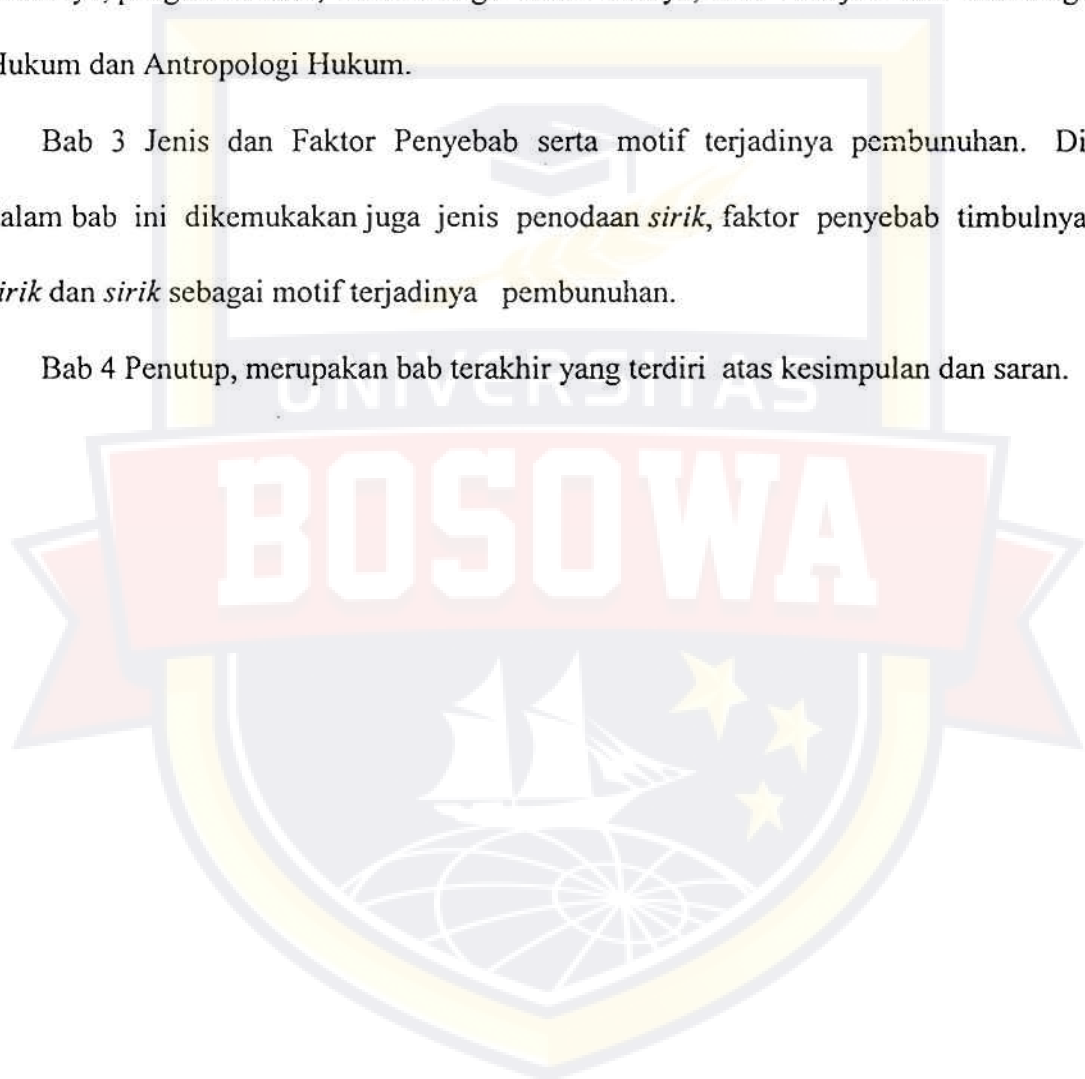 Hukum dan Antropologi Hukum.
Bab 3 Jenis dan Faktor Penyebab serta motif terjadinya pembunuhan. Di
dalam bab ini dikemukakan juga jenis penodaan sirik, faktor penyebab timbulnya
sirik dan sirik sebagai motif terjadinya pembunuhan.
Bab 4 Penutup, merupakan bab terakhir yang terdiri atas kesimpulan dan saran.
UNIVERSITAS
BOSOWA